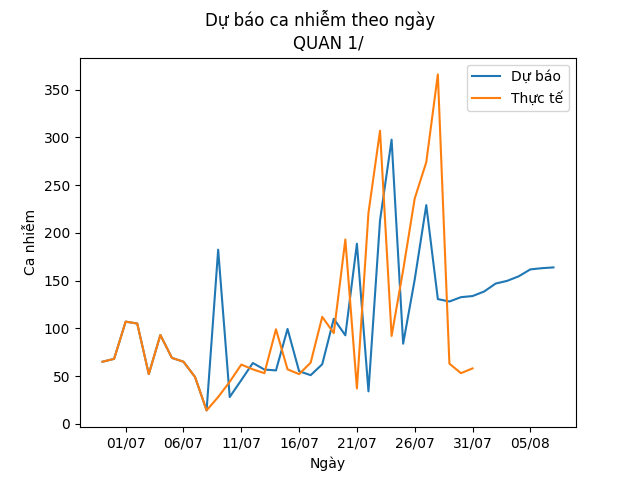 Dự báo ca nhiễm theo ngày
QUAN 1/
Dự báo
Thực tế
350
300
250
200
150
100
50
0
Ca nhiễm
01/07 06/07 11/07 16/07 21/07 26/07 31/07 05/08
Ngày